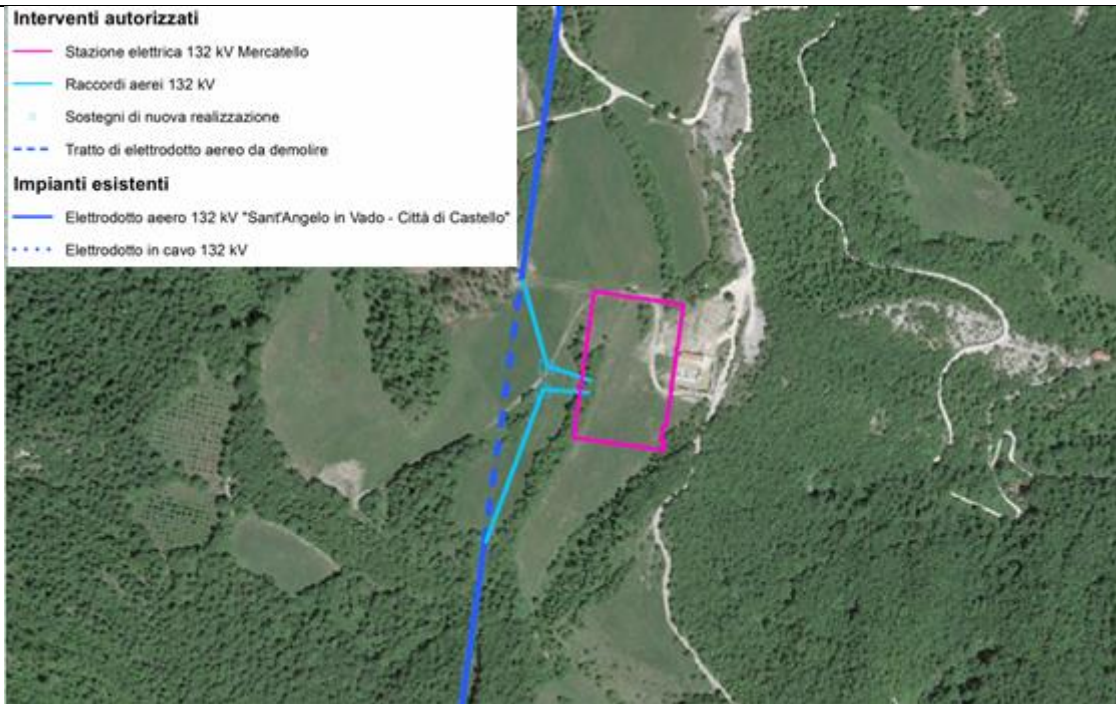 Interventi autorizzati
Stazione elettrica 132 kV Mercatello
Raccordi aerei 132 kV
Sostegni di nuova realizzazione
Tratto di elettrodotto aereo da demolire
Impianti esistenti
Elettrodotto aeero 132 kV "Sant'Angelo in Vado - Città di Castello"
Elettrodotto in cavo 132 kV